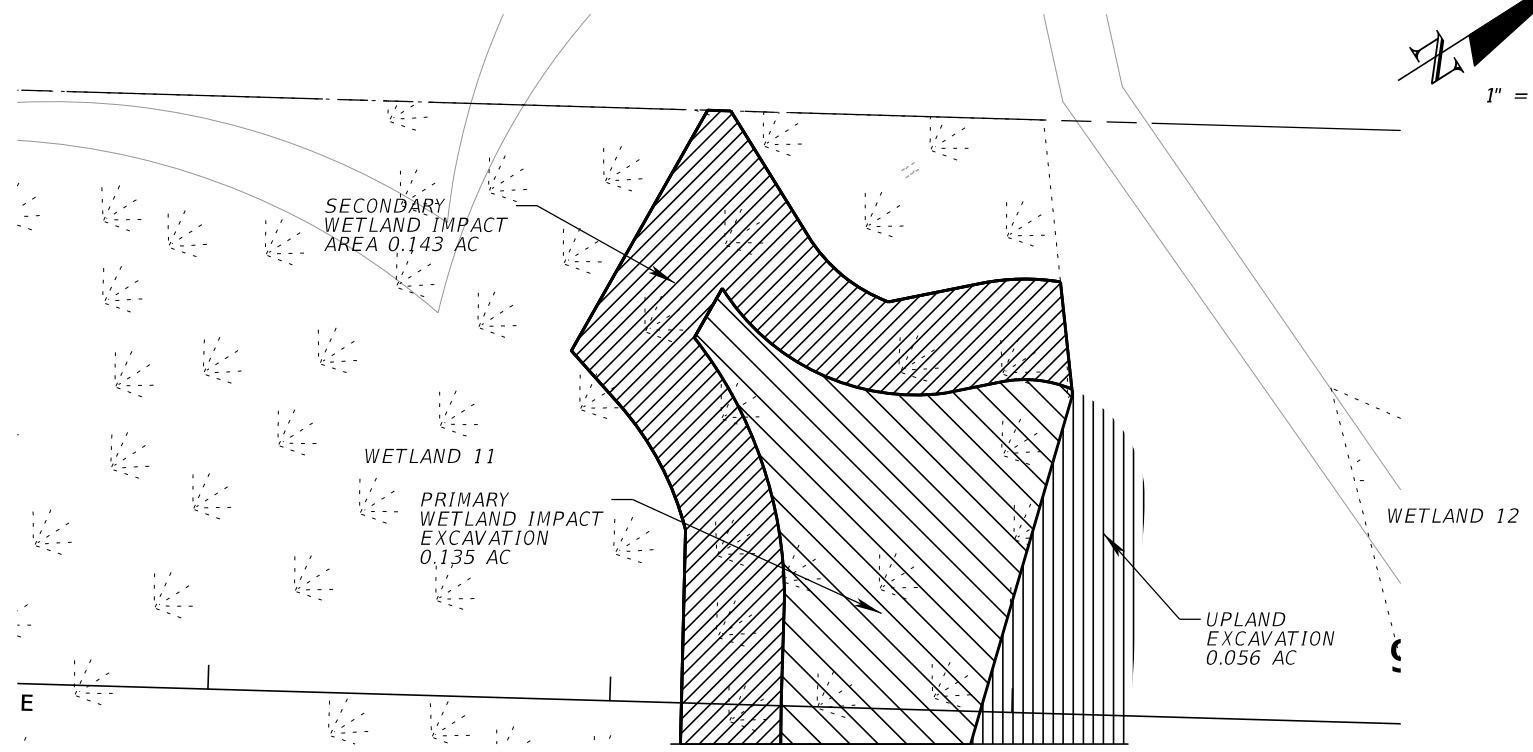 N
1" =
SECONDARY
WETLAND IMPACT
AREA 0.143 AC
WETLAND 11
PRIMARY
WETLAND IMPACT
EXCAVATION
0.135 AC
WETLAND 12
UPLAND
EXCAVATION
0.056 AC
E